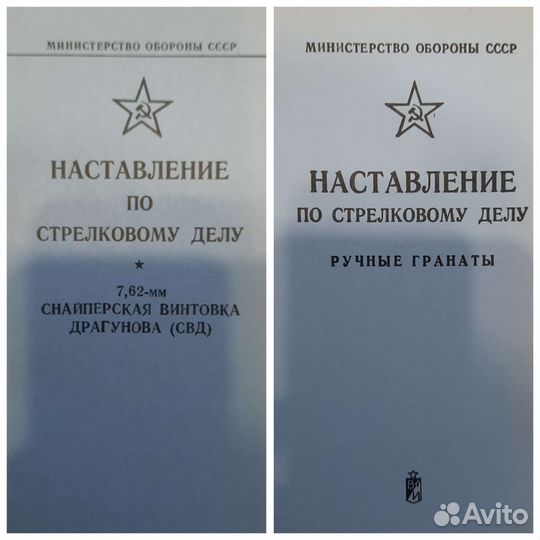 МИНИСТЕРСТВО ОБОРОНЫ СССР
НАСТАВЛЕНИЕ
ПО
СТРЕЛКОВОМУ ДЕЛУ
7,62-мм
СНАЙПЕРСКАЯ ВИНТОВКА
ДРАГУНОВА (СВД)
МИНИСТЕРСТВО ОБОРОНЫ СССР
НАСТАВЛЕНИЕ
ПО СТРЕЛКОВОМУ ДЕЛУ
РУЧНЫЕ ГРАНАТЫ
Avito